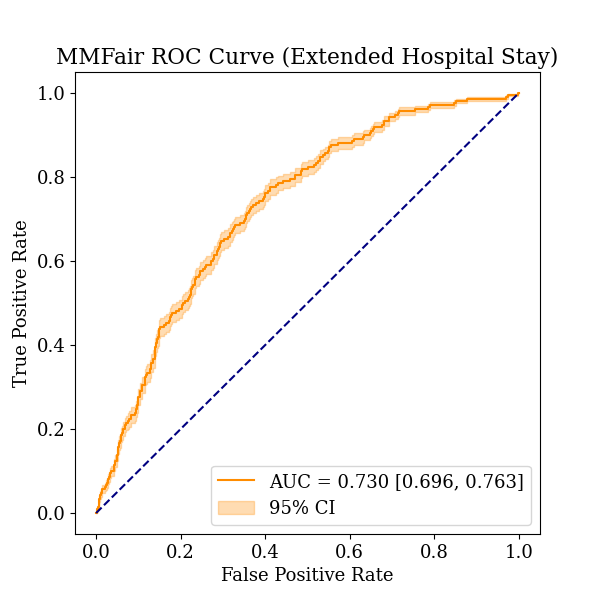 MMFair ROC Curve (Extended Hospital Stay)
True Positive Rate
1.0
0.8
0.6
0.4
0.2
0.0
AUC = 0.730 [0.696, 0.763]
95% CI
0.0 0.2 0.4 0.6 0.8 1.0
False Positive Rate